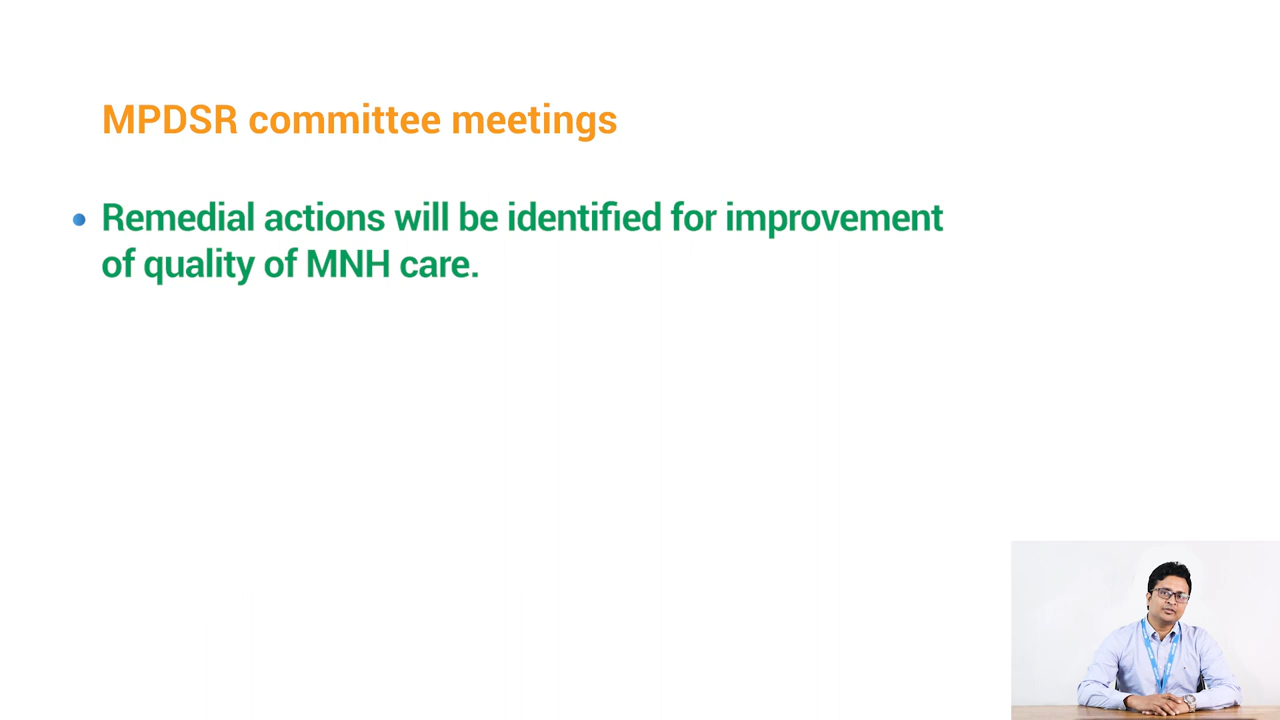 MPDSR committee meetings
• Remedial actions will be identified for improvement
of quality of MNH care.